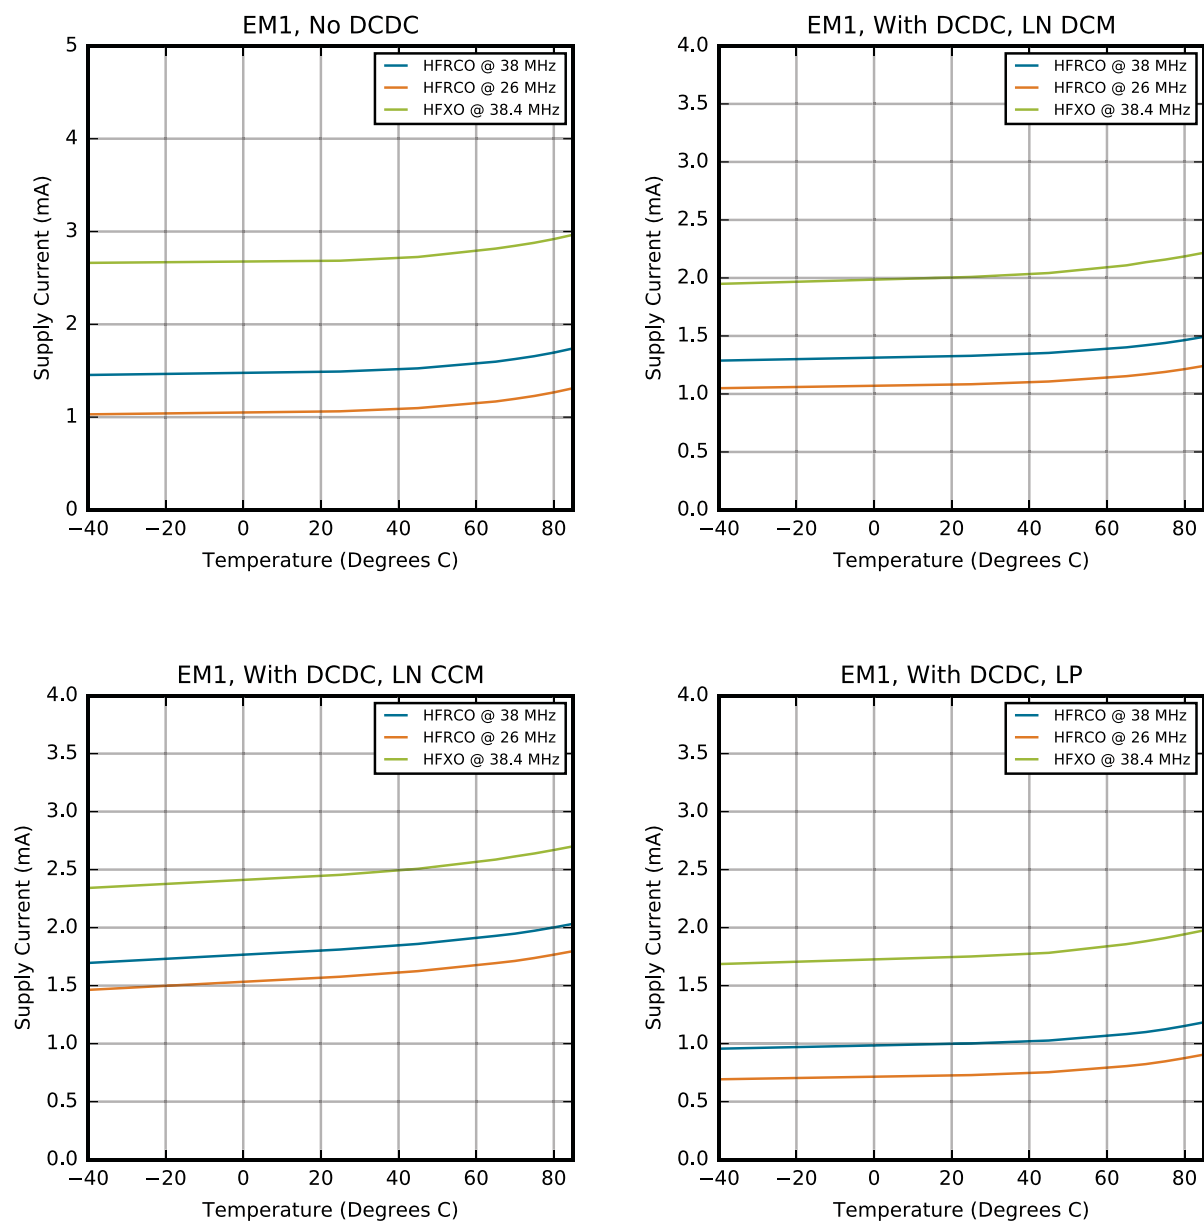 EM1, No DCDC
5
4
3
2
1
0
Supply Current (mA)
HFRCO @ 38 MHz
HFRCO @ 26 MHz
HFXO @ 38.4 MHz
−40 −20 0 20 40 60 80
Temperature (Degrees C)
EM1, With DCDC, LN DCM
4.0
3.5
3.0
2.5
2.0
1.5
1.0
0.5
0.0
Supply Current (mA)
HFRCO @ 38 MHz
HFRCO @ 26 MHz
HFXO @ 38.4 MHz
−40 −20 0 20 40 60 80
Temperature (Degrees C)
EM1, With DCDC, LN CCM
4.0
3.5
3.0
2.5
2.0
1.5
1.0
0.5
0.0
Supply Current (mA)
HFRCO @ 38 MHz
HFRCO @ 26 MHz
HFXO @ 38.4 MHz
−40 −20 0 20 40 60 80
Temperature (Degrees C)
EM1, With DCDC, LP
4.0
3.5
3.0
2.5
2.0
1.5
1.0
0.5
0.0
Supply Current (mA)
HFRCO @ 38 MHz
HFRCO @ 26 MHz
HFXO @ 38.4 MHz
−40 −20 0 20 40 60 80
Temperature (Degrees C)